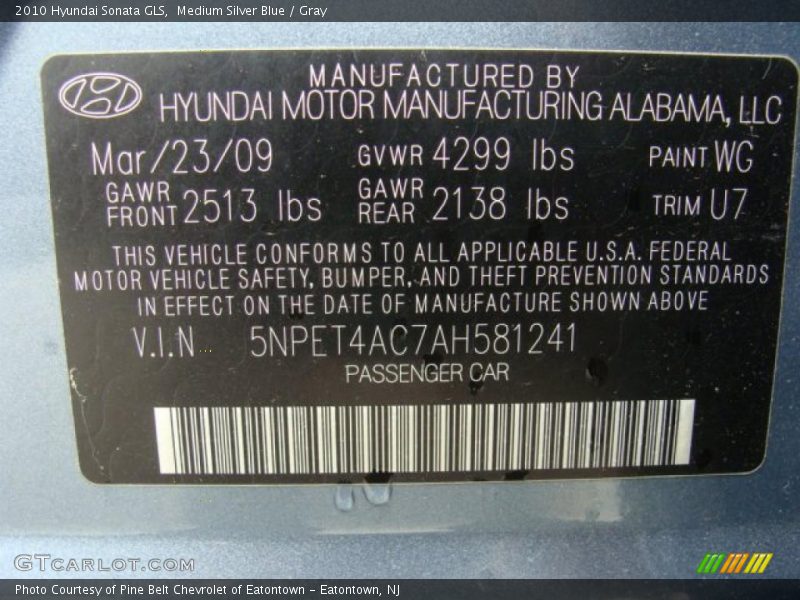 2010 Hyundai Sonata GLS, Medium Silver Blue / Gray
MANUFACTURED BY
HYUNDAI MOTOR MANUFACTURING ALABAMA, LLC
Mar/23/09 GVWR 4299 lbs PAINT WG
GAWR FRONT 2513 lbs GAWR REAR 2138 lbs TRIM U7
THIS VEHICLE CONFORMS TO ALL APPLICABLE U.S.A. FEDERAL
MOTOR VEHICLE SAFETY, BUMPER, AND THEFT PREVENTION STANDARDS
IN EFFECT ON THE DATE OF MANUFACTURE SHOWN ABOVE
V.I.N 5NPET4AC7AH581241
PASSENGER CAR
GTCARLOT.COM
Photo Courtesy of Pine Belt Chevrolet of Eatontown – Eatontown, NJ